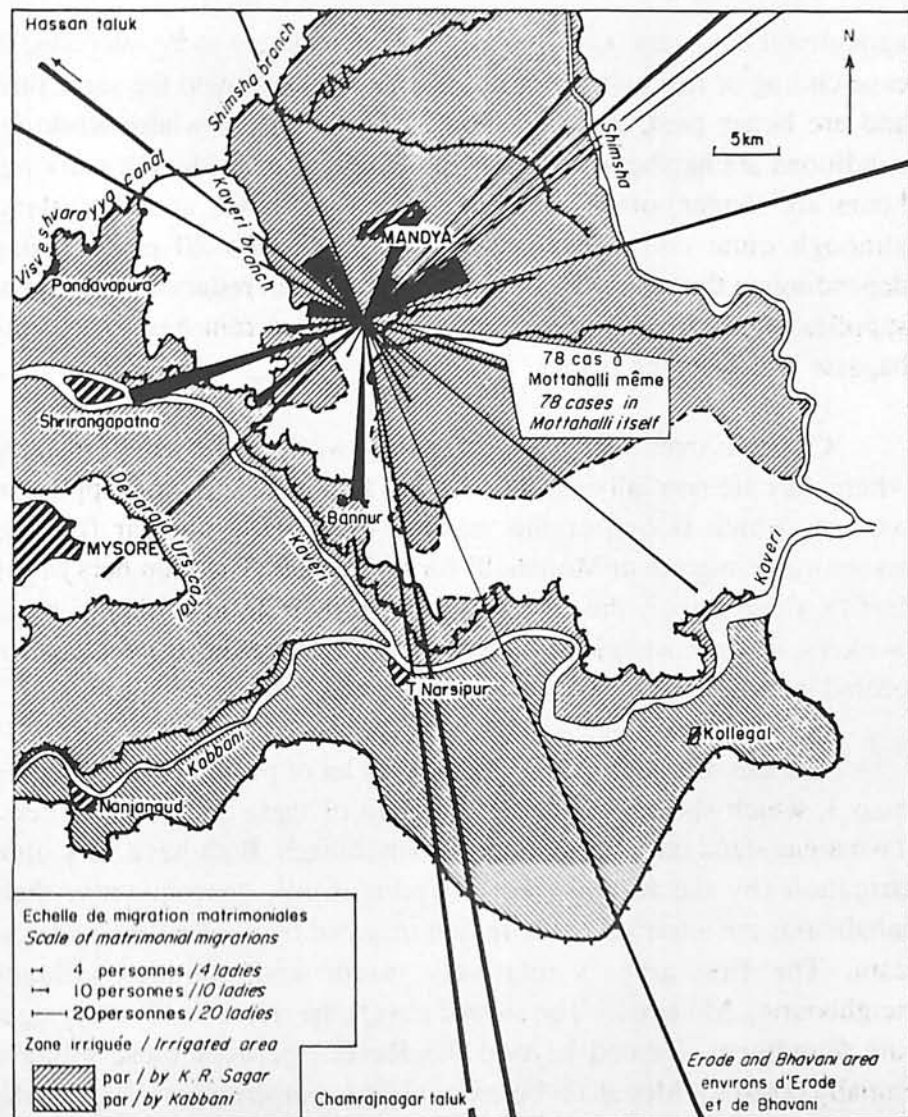 Hassan taluk
N
5km
Shimsha branch
Shimsha
Visveshvarayya canal
Kaveri branch
MANDYA
Pandavapura
78 cas à
Mottahalli même
78 cases in
Mottahalli itself
Shrirangapatna
Bannur
Devaraja Urs canal
MYSORE
Kaveri
Kaveri
T. Narsipur
Kollegal
Kabbani
Nanjangud
Echelle de migration matrimoniales
Scale of matrimonial migrations
4 personnes / 4 ladies
10 personnes / 10 ladies
20 personnes / 20 ladies
Zone irriguée / Irrigated area
par / by K.R. Sagar
par / by Kabbani
Chamrajnagar taluk
Erode and Bhavani area
environs d'Erode
et de Bhavani